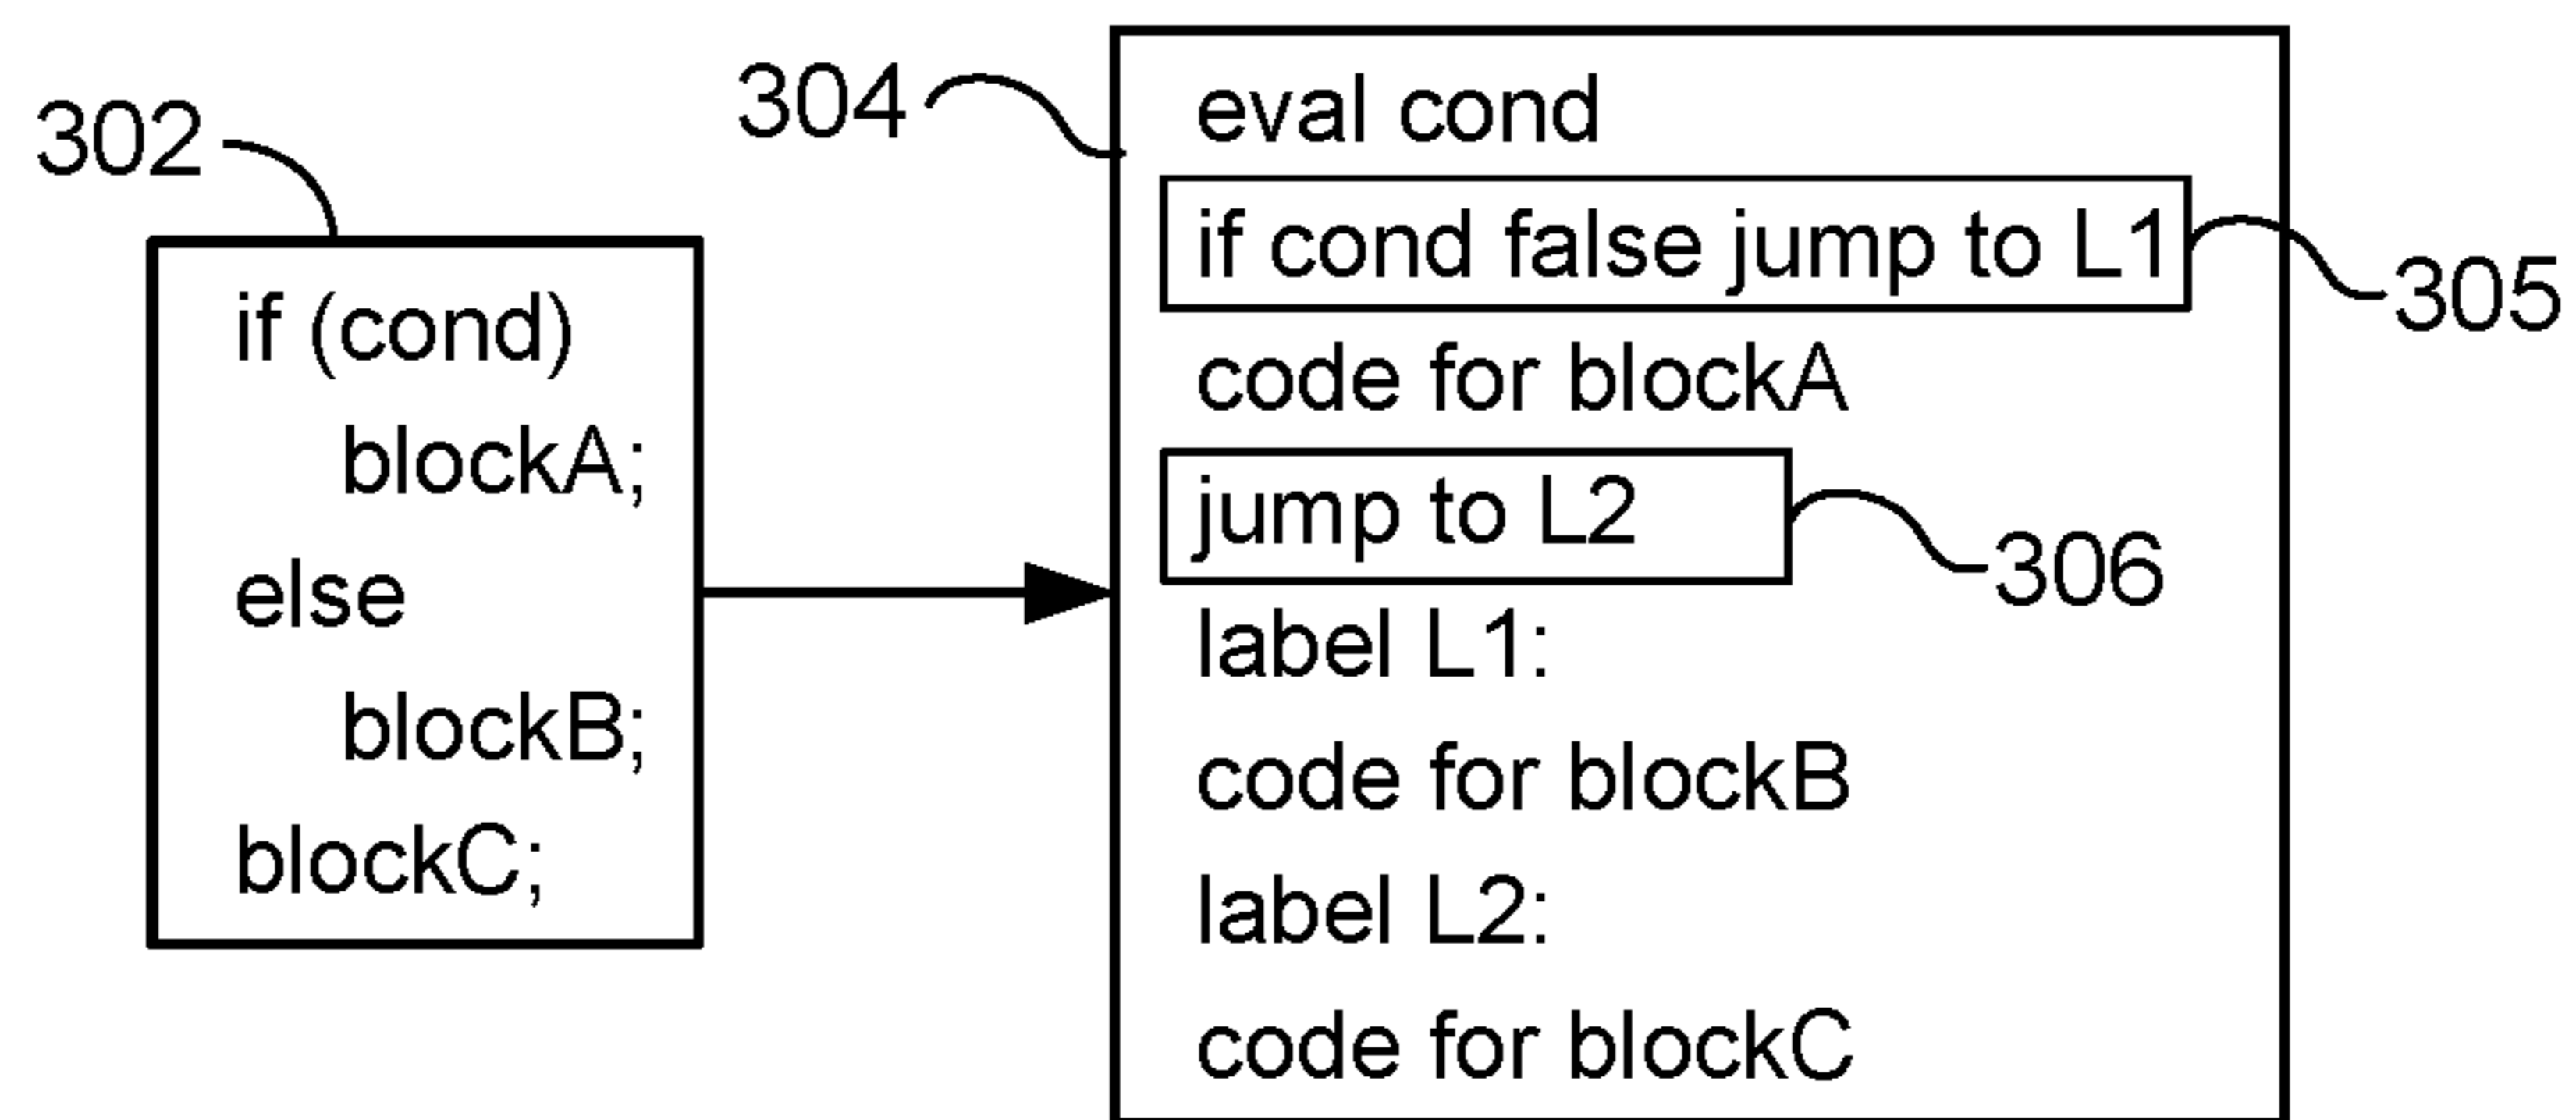 302
if (cond)
blockA;
else
blockB;
blockC;
304
eval cond
if cond false jump to L1
305
code for blockA
jump to L2
306
label L1:
code for blockB
label L2:
code for blockC